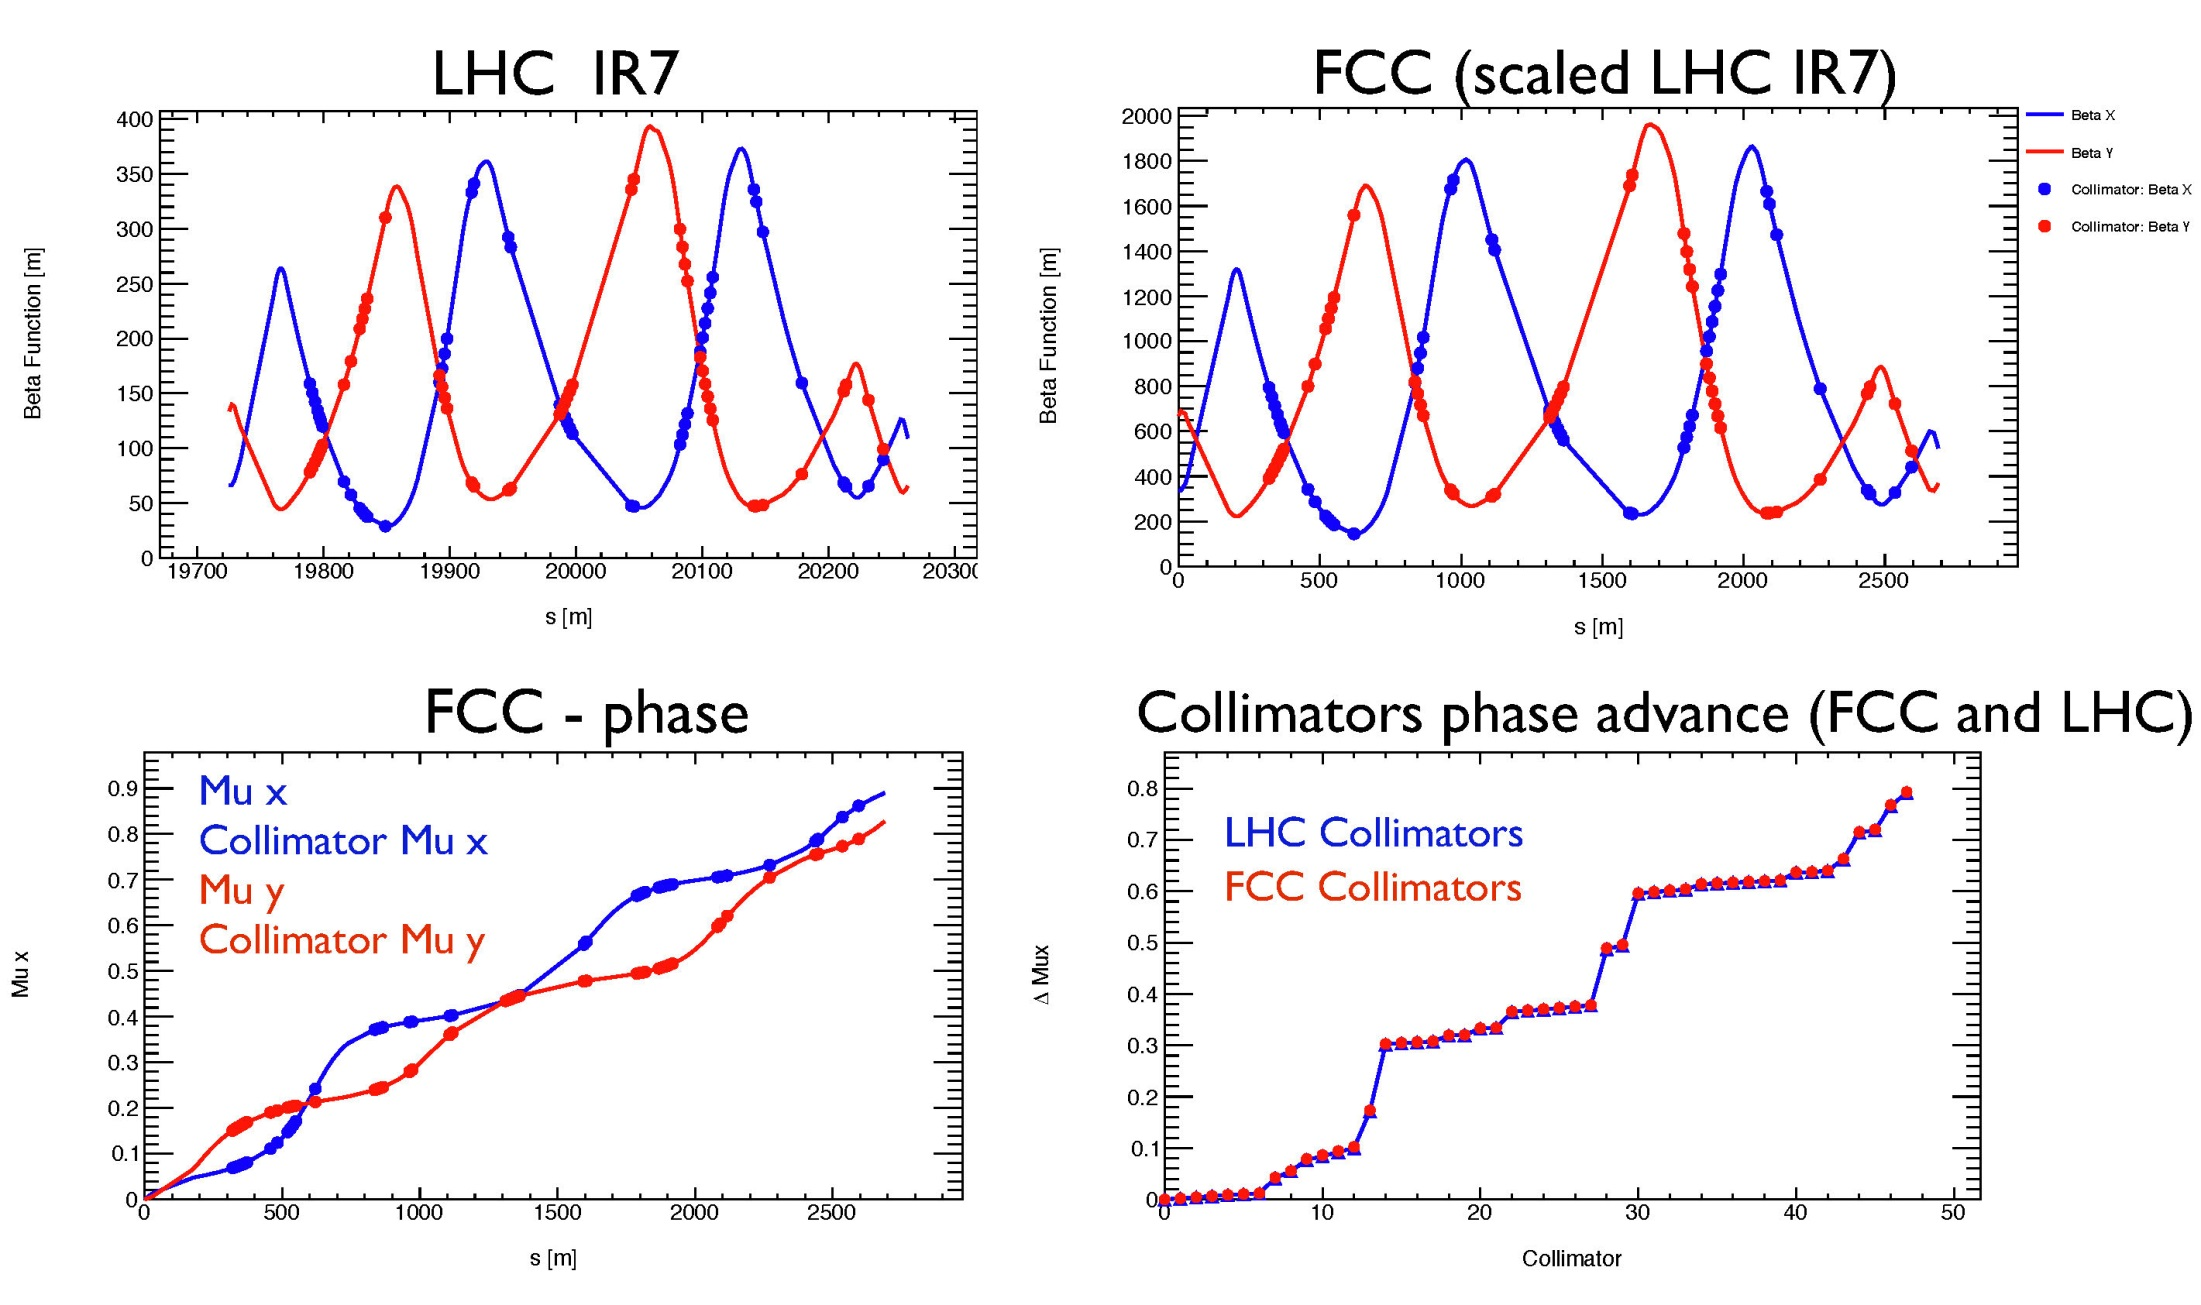 LHC IR7
400
350
300
250
200
150
100
50
0
Beta Function [m]
19700 19800 19900 20000 20100 20200 2030
s [m]
FCC (scaled LHC IR7)
2000
1800
1600
1400
1200
1000
800
600
400
200
0
Beta Function [m]
0 500 1000 1500 2000 2500
s [m]
Beta X
Beta Y
Collimator: Beta X
Collimator: Beta Y
FCC - phase
0.9
0.8
0.7
0.6
0.5
0.4
0.3
0.2
0.1
0
Mu x
Mu x
Collimator Mu x
Mu y
Collimator Mu y
0 500 1000 1500 2000 2500
s [m]
Collimators phase advance (FCC and LHC)
0.8
0.7
0.6
0.5
0.4
0.3
0.2
0.1
0
Δ Mux
LHC Collimators
FCC Collimators
0 10 20 30 40 50
Collimator